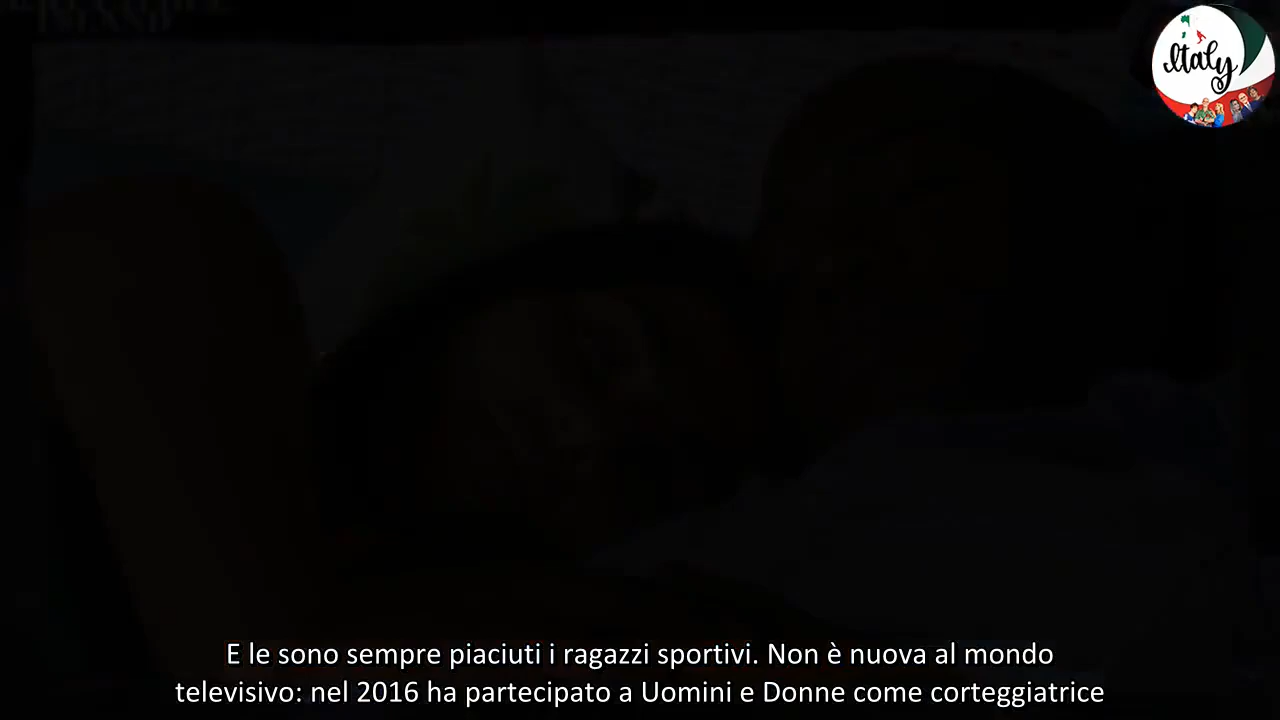 ISLAND
Italy
E le sono sempre piaciuti i ragazzi sportivi. Non è nuova al mondo
televisivo: nel 2016 ha partecipato a Uomini e Donne come corteggiatrice